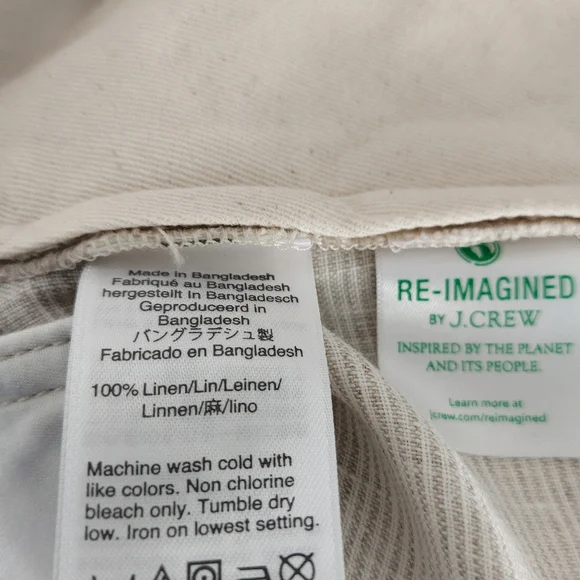 Made in Bangladesh
Fabriqué au Bangladesh
hergestellt in Bangladesch
Geproduceerd in
Bangladesh
バングラデシュ製
Fabricado en Bangladesh
100% Linen/Lin/Leinen/
Linnen/麻/lino
Machine wash cold with
like colors. Non chlorine
bleach only. Tumble dry
low. Iron on lowest setting.
RE-IMAGINED
BY J.CREW
INSPIRED BY THE PLANET
AND ITS PEOPLE.
Learn more at
jcrew.com/reimagined